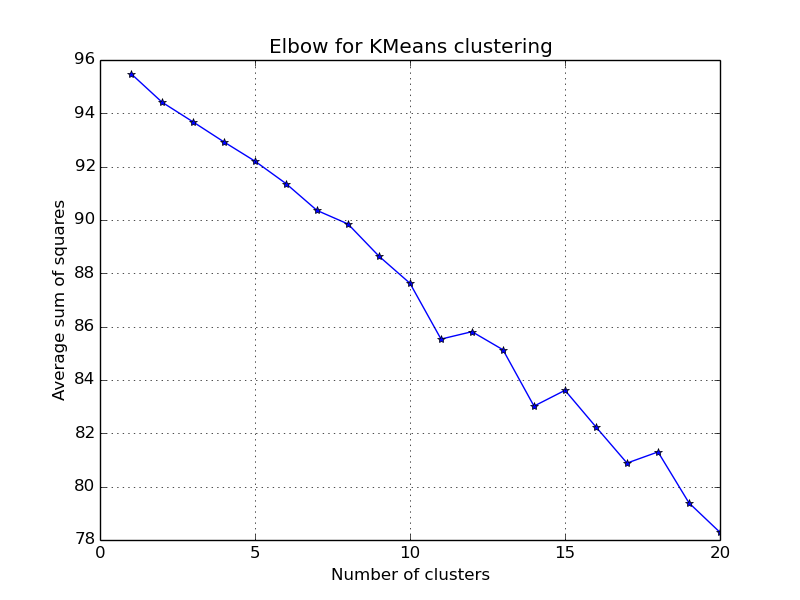 Elbow for KMeans clustering
96
94
92
90
88
86
84
82
80
78
0 5 10 15 20
Average sum of squares
Number of clusters